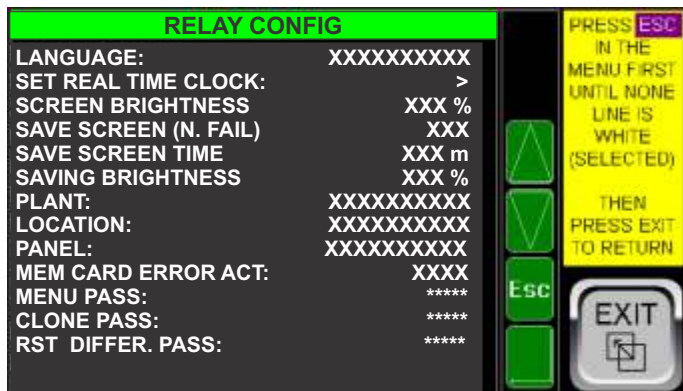 RELAY CONFIG
LANGUAGE: XXXXXXXXXX
SET REAL TIME CLOCK: >
SCREEN BRIGHTNESS XXX %
SAVE SCREEN (N. FAIL) XXX
SAVE SCREEN TIME XXX m
SAVING BRIGHTNESS XXX %
PLANT: XXXXXXXXXX
LOCATION: XXXXXXXXXX
PANEL: XXXXXXXXXX
MEM CARD ERROR ACT: XXXX
MENU PASS: *****
CLONE PASS: *****
RST DIFFER. PASS: *****
Esc
PRESS ESC
IN THE
MENU FIRST
UNTIL NONE
LINE IS
WHITE
(SELECTED)
THEN
PRESS EXIT
TO RETURN
EXIT